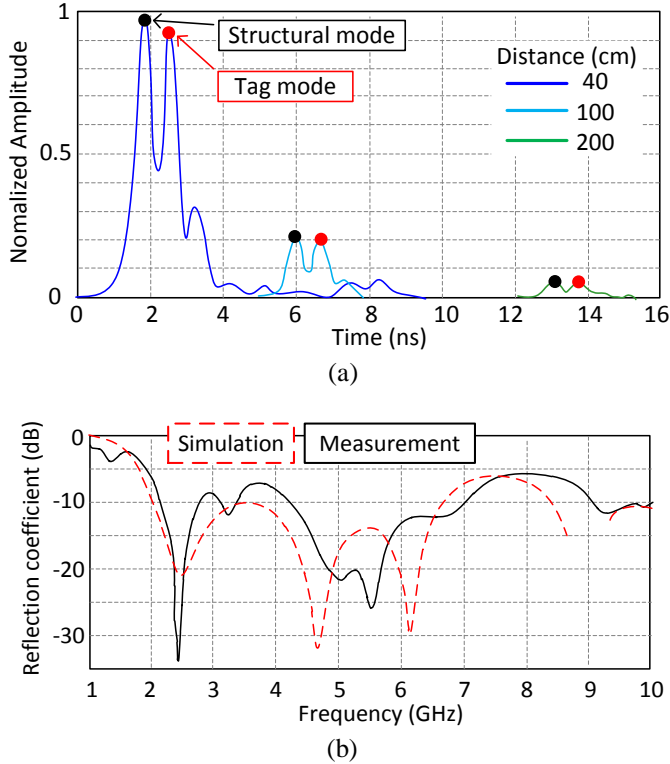 1
Structural mode
Tag mode
Distance (cm)
40
100
200
0.5
0
Nomalized Amplitude
0 2 4 6 8 10 12 14 16
Time (ns)
(a)
0
Simulation
Measurement
-10
-20
-30
Reflection coefficient (dB)
1 2 3 4 5 6 7 8 9 10
Frequency (GHz)
(b)